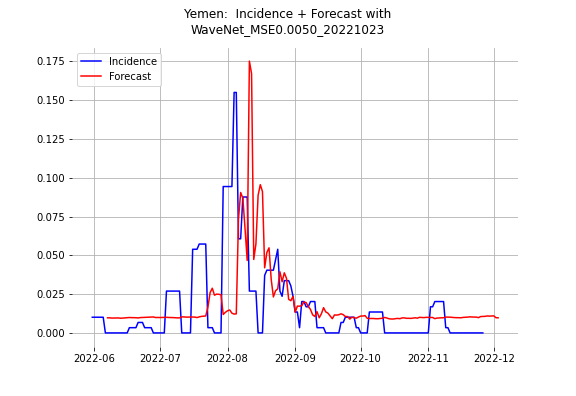 Yemen:  Incidence + Forecast with
WaveNet_MSE0.0050_20221023
Incidence
Forecast
0.175
0.150
0.125
0.100
0.075
0.050
0.025
0.000
2022-06 2022-07 2022-08 2022-09 2022-10 2022-11 2022-12